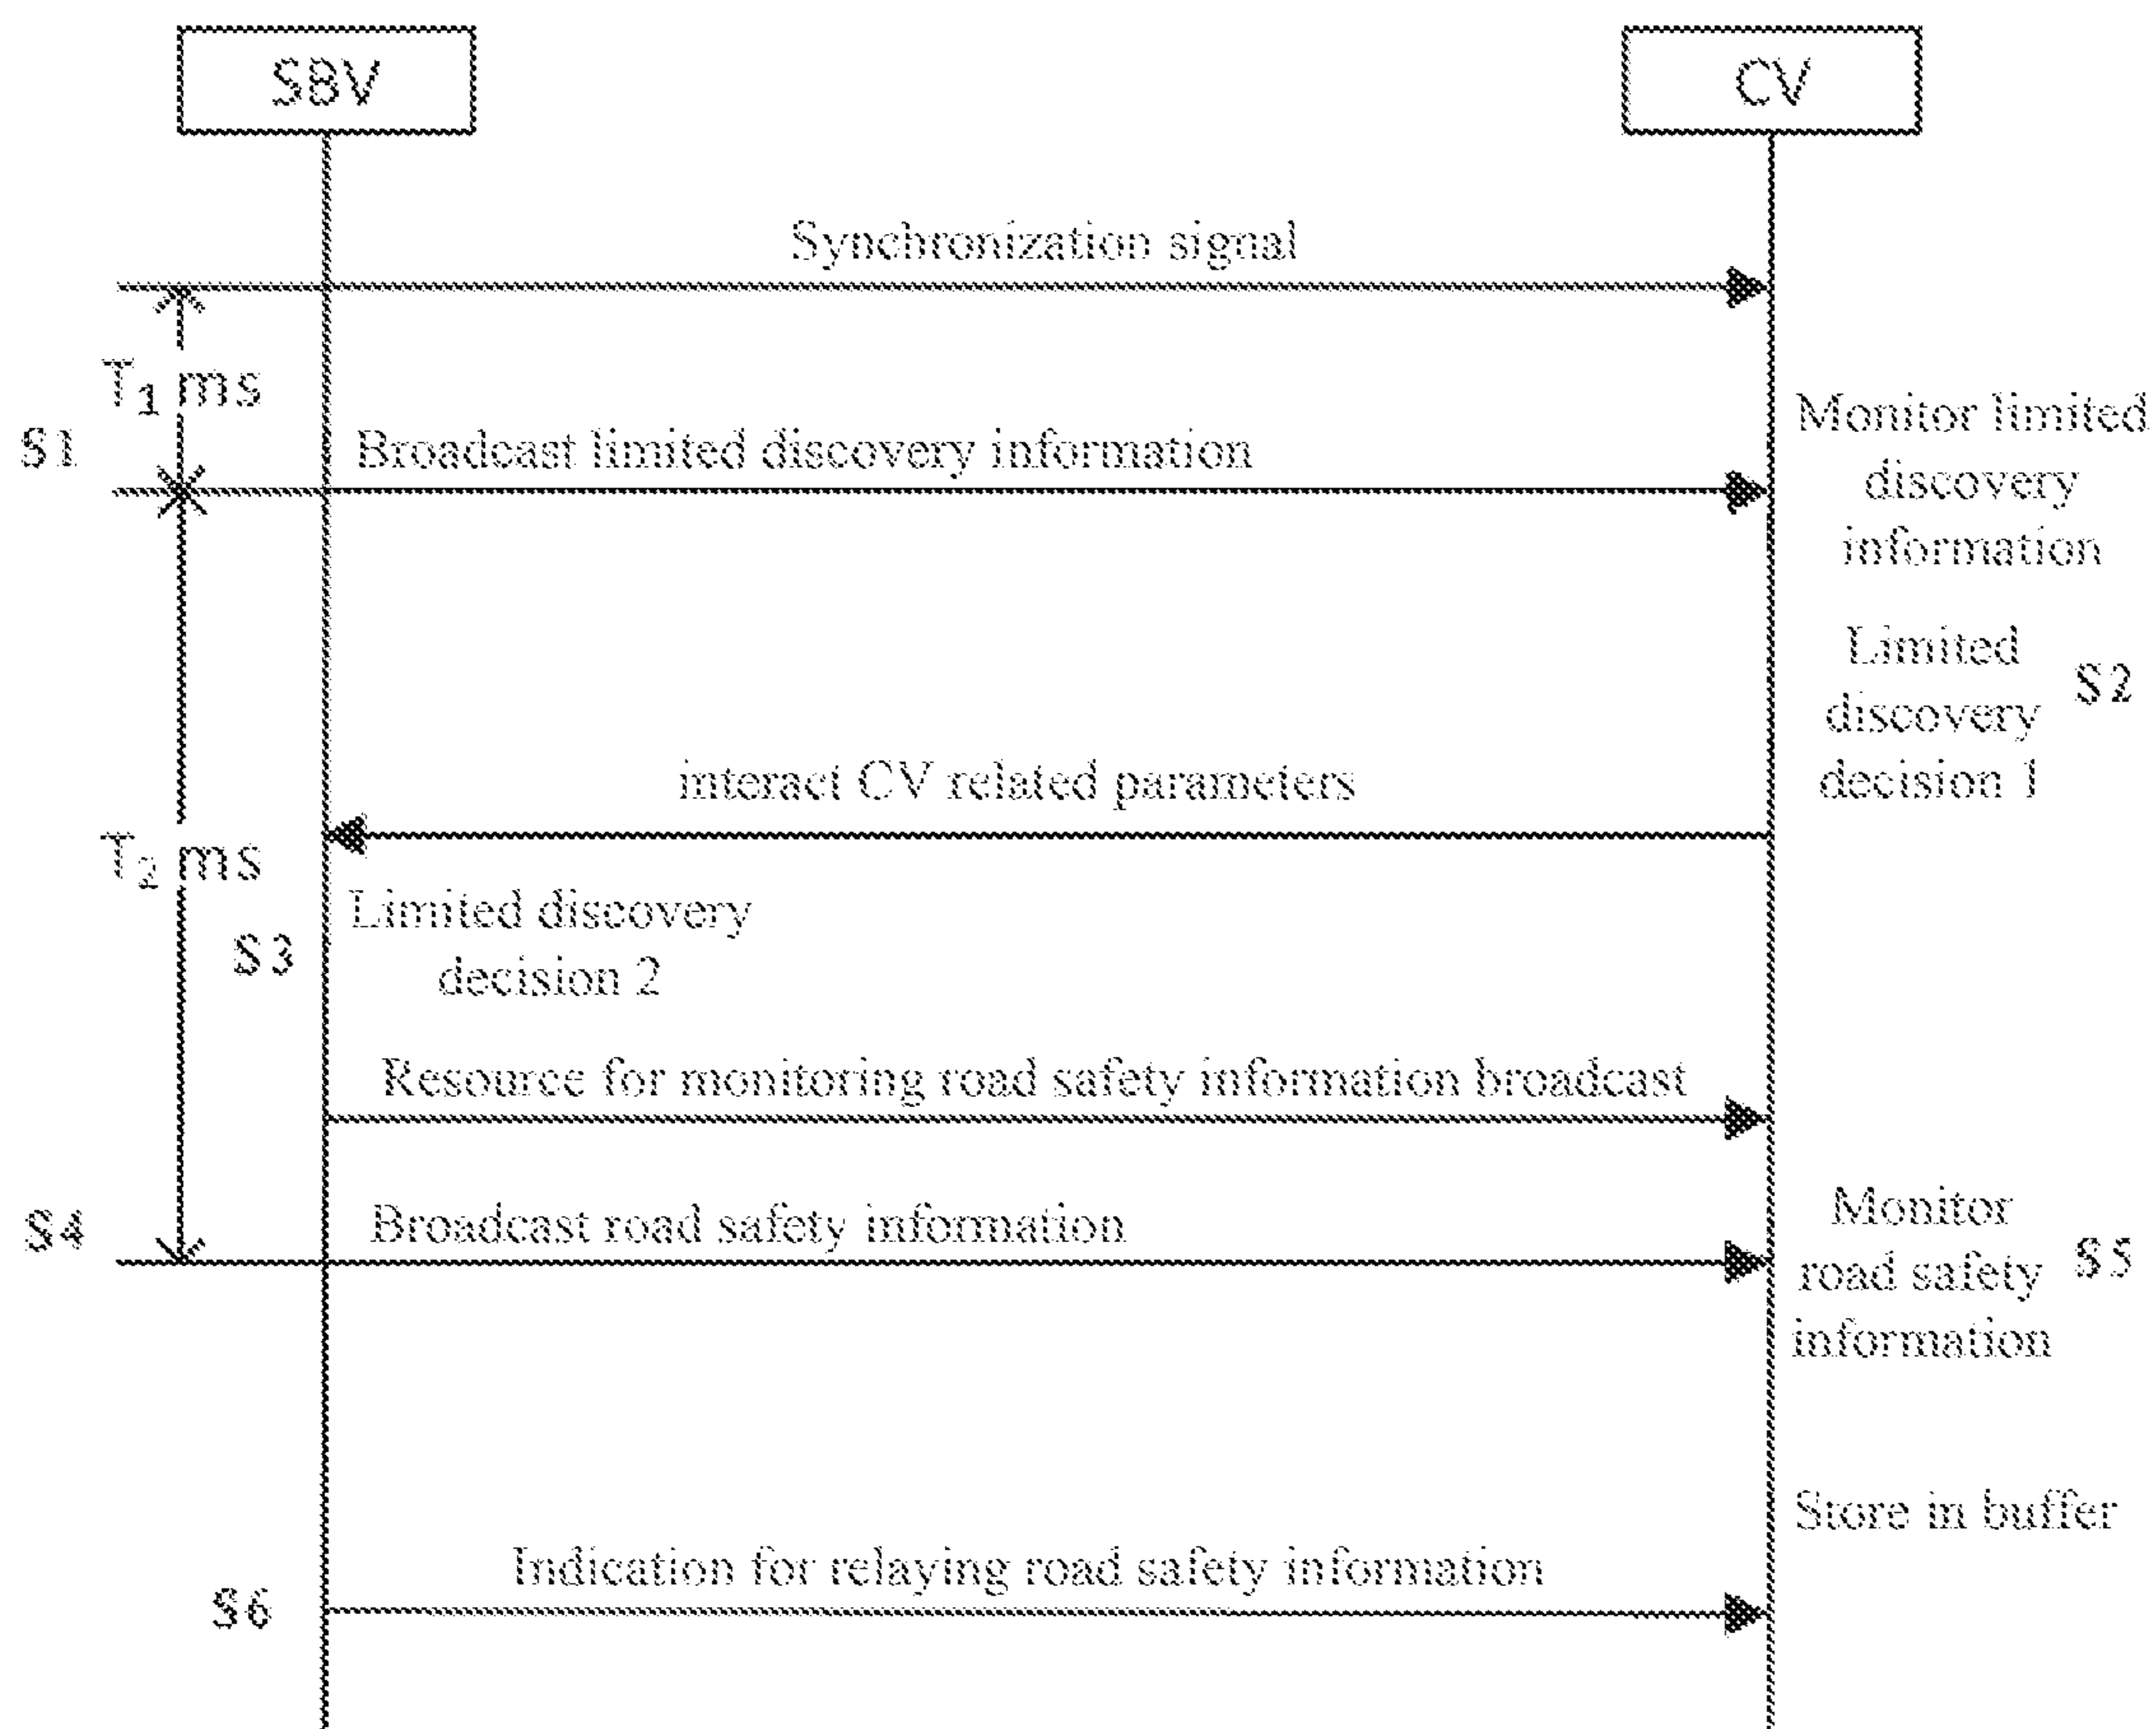 SBV
CV
Synchronization signal
T₁ ms
S1
Broadcast limited discovery information
Monitor limited
discovery
information
Limited
discovery
decision 1
S2
interact CV related parameters
T₂ ms
S3
Limited discovery
decision 2
Resource for monitoring road safety information broadcast
S4
Broadcast road safety information
Monitor
road safety
information
S5
Store in buffer
Indication for relaying road safety information
S6